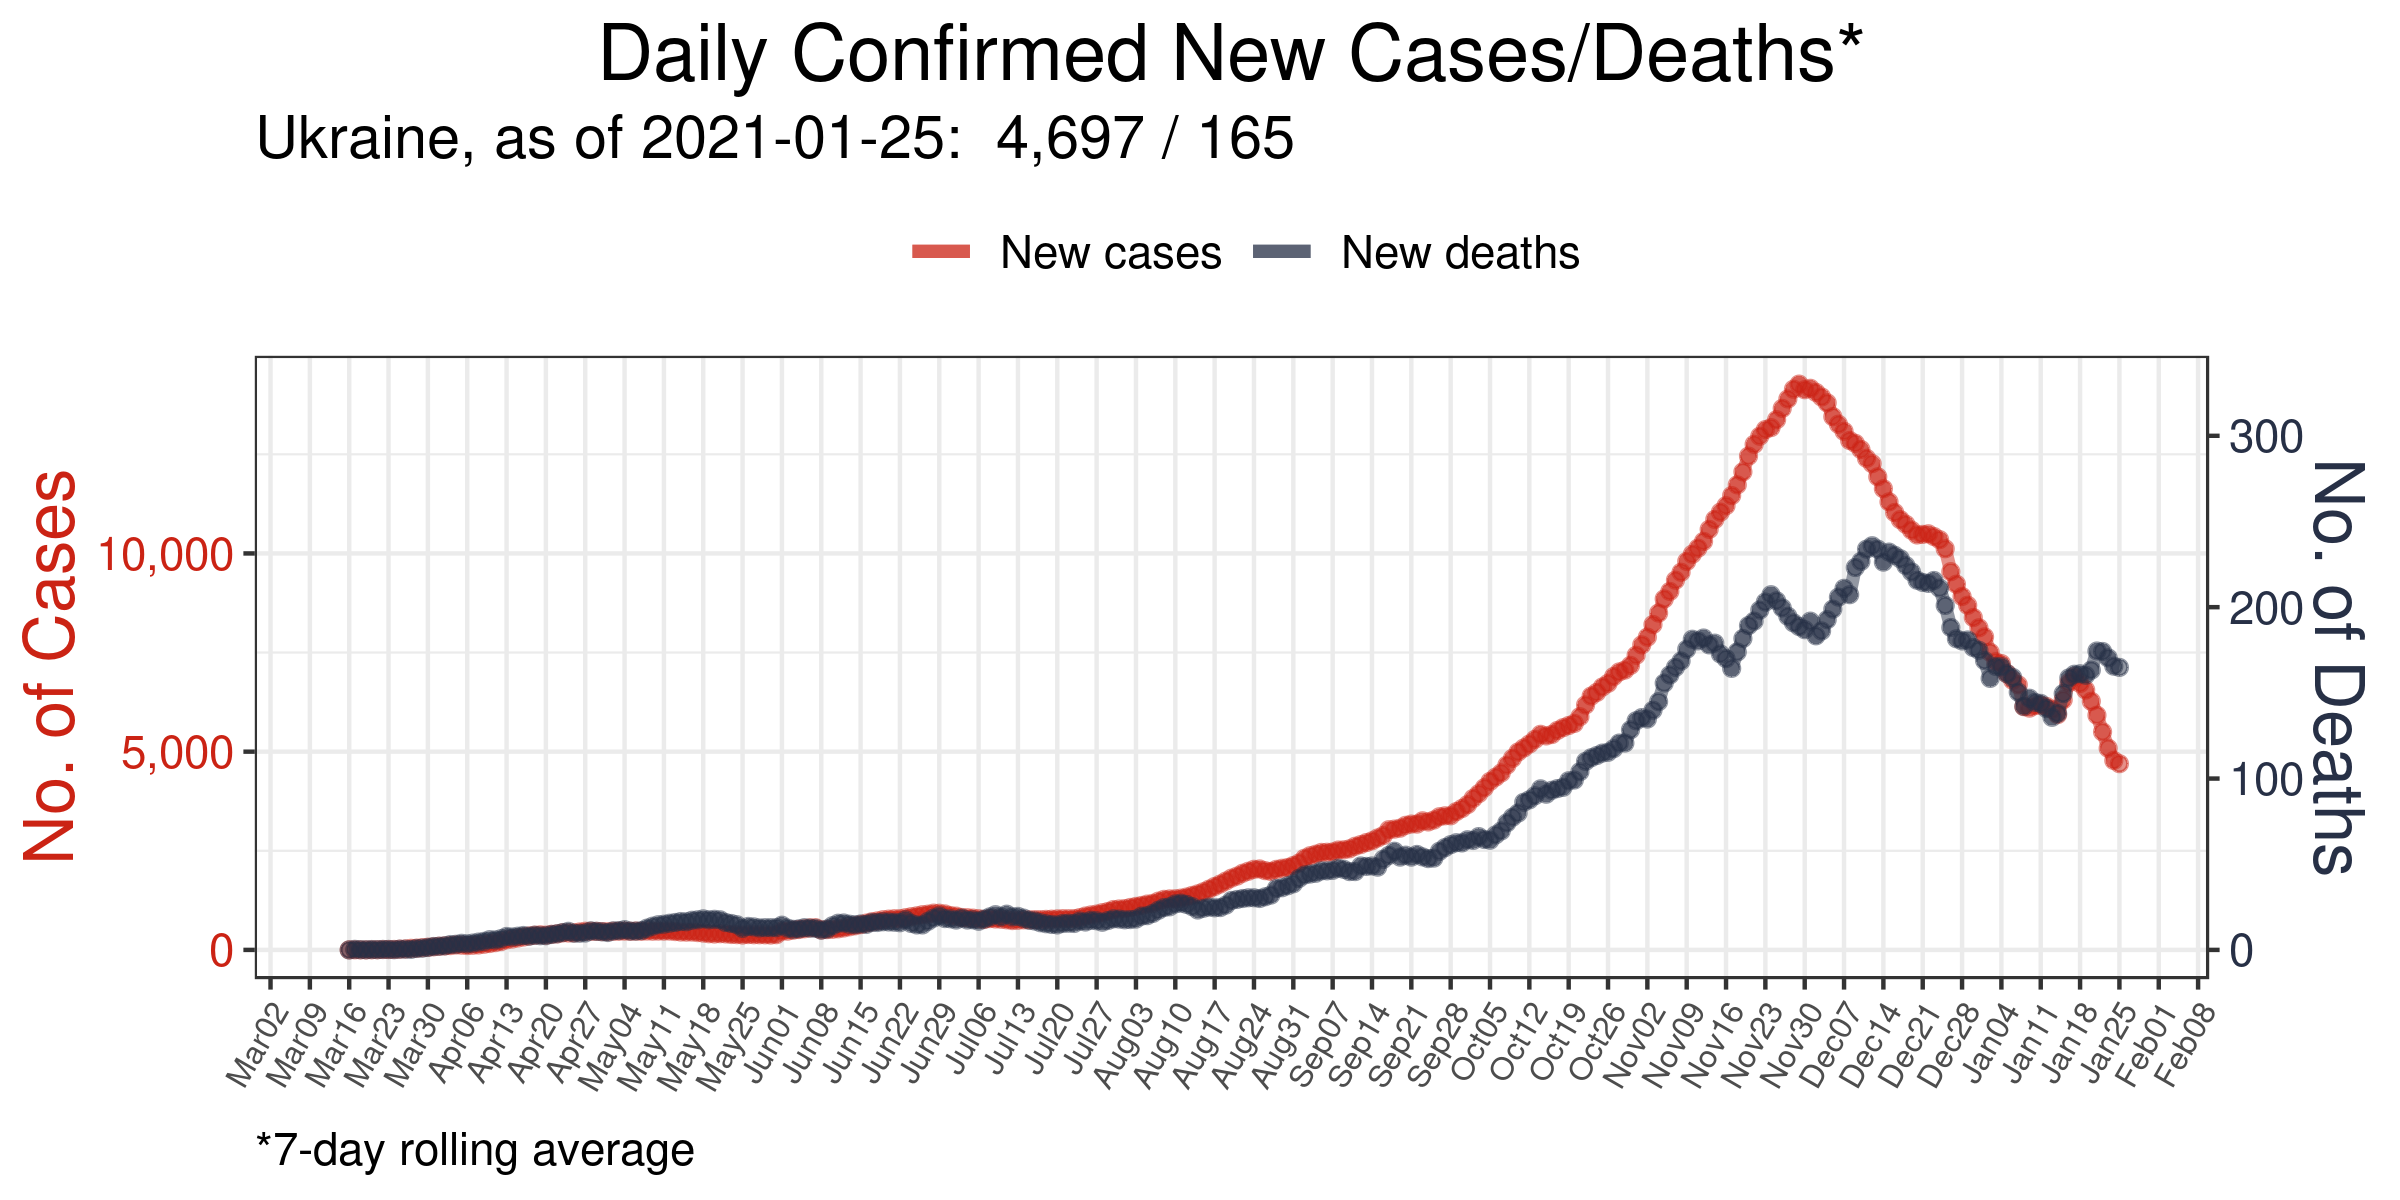 Daily Confirmed New Cases/Deaths*
Ukraine, as of 2021-01-25:  4,697 / 165
New cases New deaths
No. of Cases
10,000
5,000
0
300
200
100
0
No. of Deaths
Mar02 Mar09 Mar16 Mar23 Mar30 Apr06 Apr13 Apr20 Apr27 May04 May11 May18 May25 Jun01 Jun08 Jun15 Jun22 Jun29 Jul06 Jul13 Jul20 Jul27 Aug03 Aug10 Aug17 Aug24 Aug31 Sep07 Sep14 Sep21 Sep28 Oct05 Oct12 Oct19 Oct26 Nov02 Nov09 Nov16 Nov23 Nov30 Dec07 Dec14 Dec21 Dec28 Jan04 Jan11 Jan18 Jan25 Feb01 Feb08
*7-day rolling average